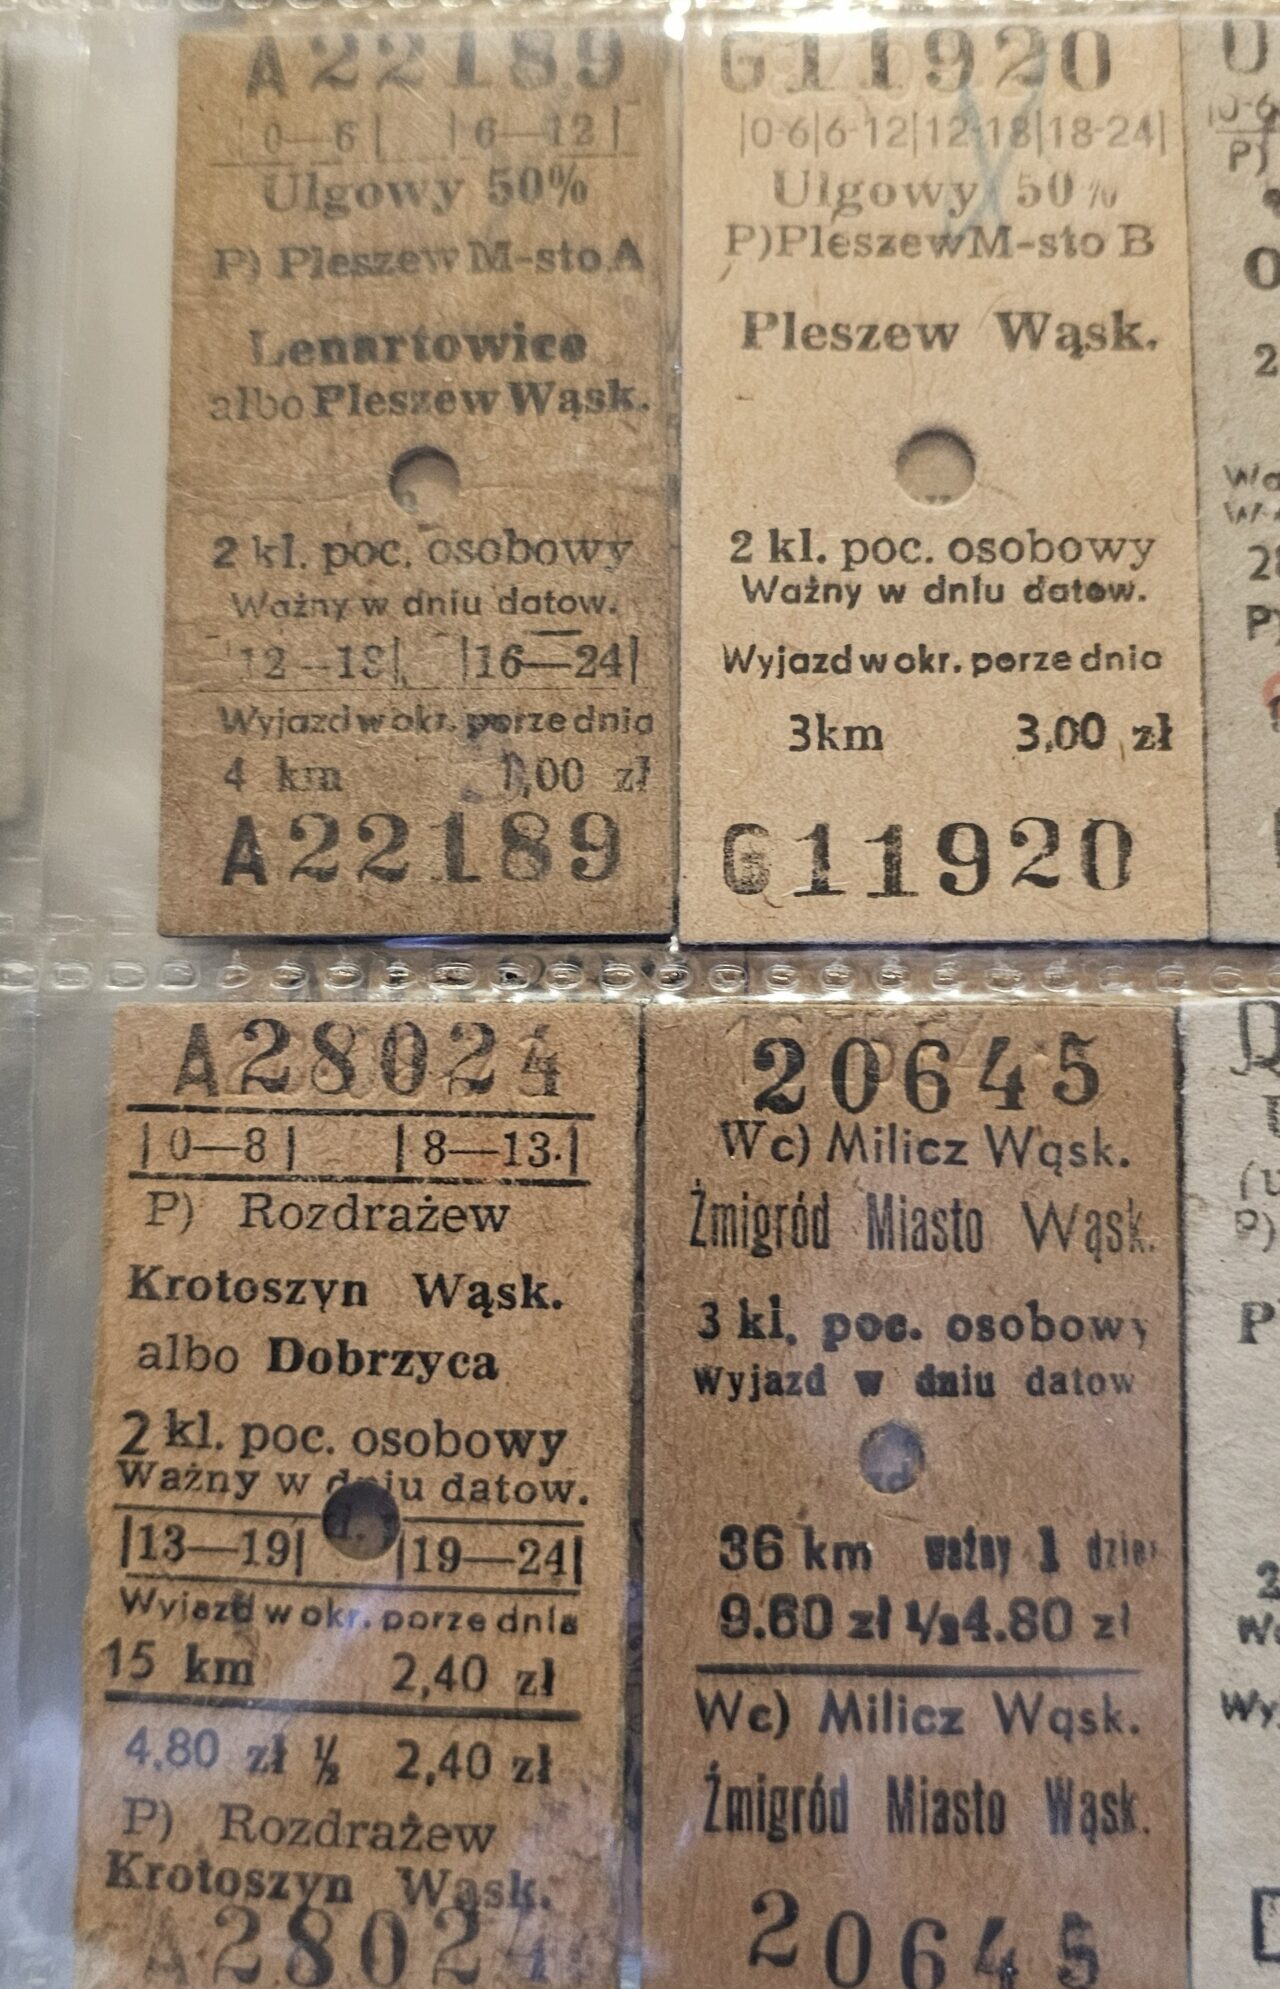 A22189
|0—6| |6—12|
Ulgowy 50%
P) Pleszew M-sto A
Lenartowice
albo Pleszew Wąsk.
2 kl. poc. osobowy
Ważny w dniu datow.
12—18| |16—24|
Wyjazd w okr. porze dnia
4 km ,00 zł
A22189
G11920
|0-6|6-12|12-18|18-24|
Ulgowy 50%
P) Pleszew M-sto B
Pleszew Wąsk.
2 kl. poc. osobowy
Ważny w dniu datow.
Wyjazd w okr. porze dnia
3km 3,00 zł
G11920
A28024
|0—8| |8—13.|
P) Rozdrażew
Krotoszyn Wąsk.
albo Dobrzyca
2 kl. poc. osobowy
Ważny w dniu datow.
|13—19| |19—24|
Wyjazd w okr. porze dnia
15 km 2,40 zł
4.80 zł ½ 2,40 zł
P) Rozdrażew
Krotoszyn Wąsk.
A28024
20645
Wc) Milicz Wąsk.
Żmigród Miasto Wąsk.
3 kl. poc. osobowy
Wyjazd w dniu datow
36 km ważny 1 dzień
9.60 zł ½ 4.80 zł
Wc) Milicz Wąsk.
Żmigród Miasto Wąsk.
20645